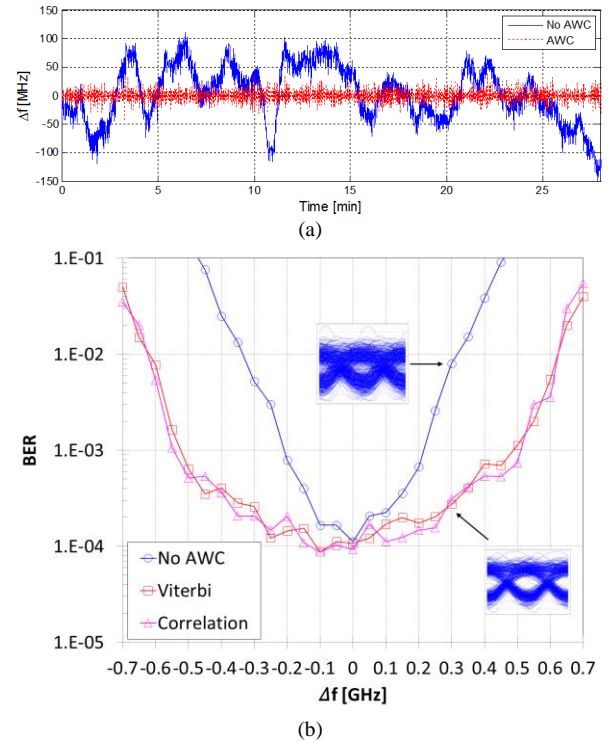 150
100
50
0
-50
-100
-150
Δf [MHz]
No AWC
AWC
0 5 10 15 20 25
Time [min]
(a)
1.E-01
1.E-02
1.E-03
1.E-04
1.E-05
BER
No AWC
Viterbi
Correlation
-0.7 -0.6 -0.5 -0.4 -0.3 -0.2 -0.1 0 0.1 0.2 0.3 0.4 0.5 0.6 0.7
Δf [GHz]
(b)